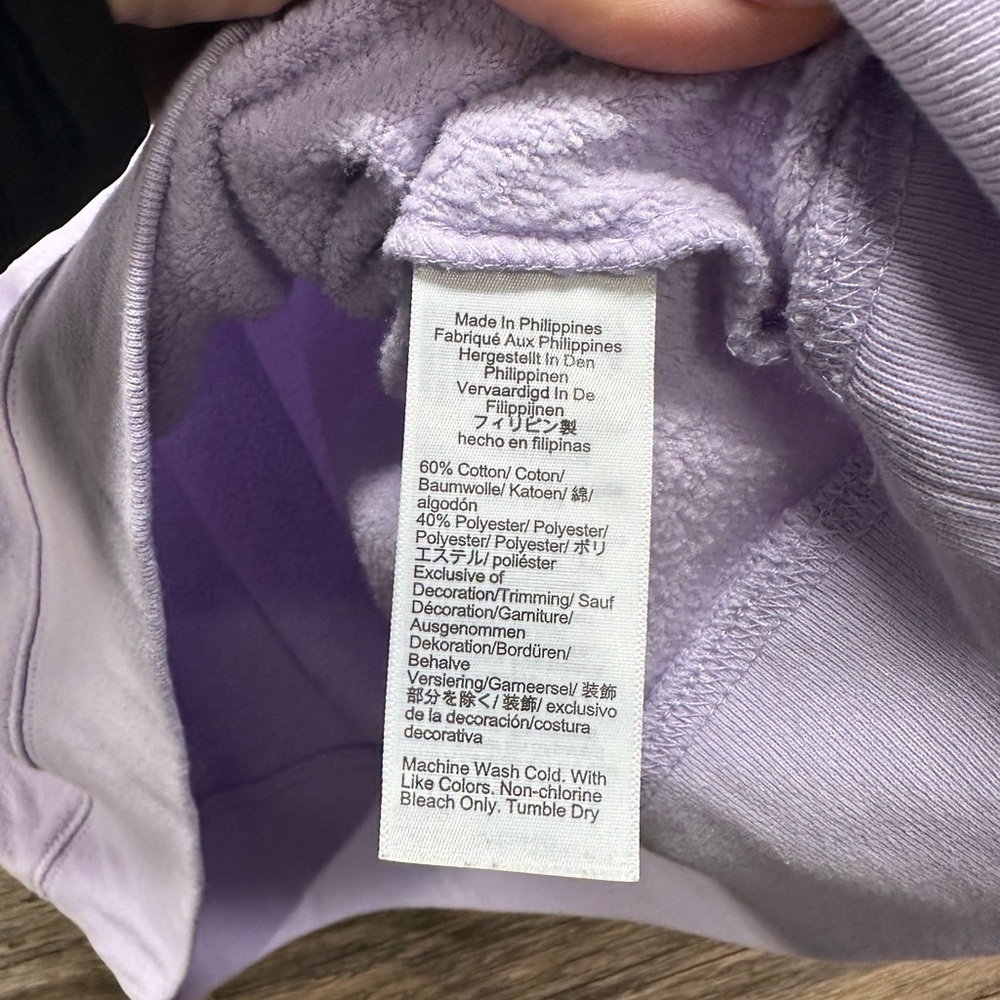 Made In Philippines
Fabriqué Aux Philippines
Hergestellt In Den
Philippinen
Vervaardigd In De
Filippijnen
フィリピン製
hecho en filipinas
60% Cotton/ Coton/
Baumwolle/ Katoen/ 綿/
algodón
40% Polyester/ Polyester/
Polyester/ Polyester/ ポリ
エステル/ poliéster
Exclusive of
Decoration/Trimming/ Sauf
Décoration/Garniture/
Ausgenommen
Dekoration/Bordüren/
Behalve
Versiering/Garneersel/ 装飾
部分を除く/ 装飾/ exclusivo
de la decoración/costura
decorativa
Machine Wash Cold. With
Like Colors. Non-chlorine
Bleach Only. Tumble Dry